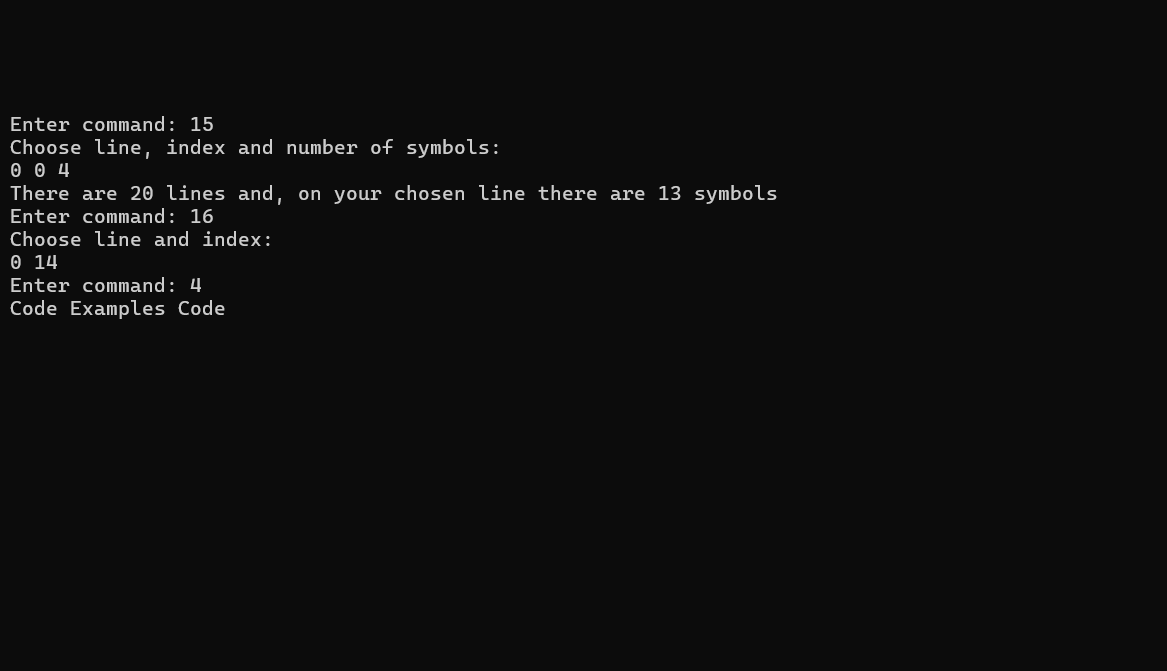 Enter command: 15
Choose line, index and number of symbols:
0 0 4
There are 20 lines and, on your chosen line there are 13 symbols
Enter command: 16
Choose line and index:
0 14
Enter command: 4
Code Examples Code